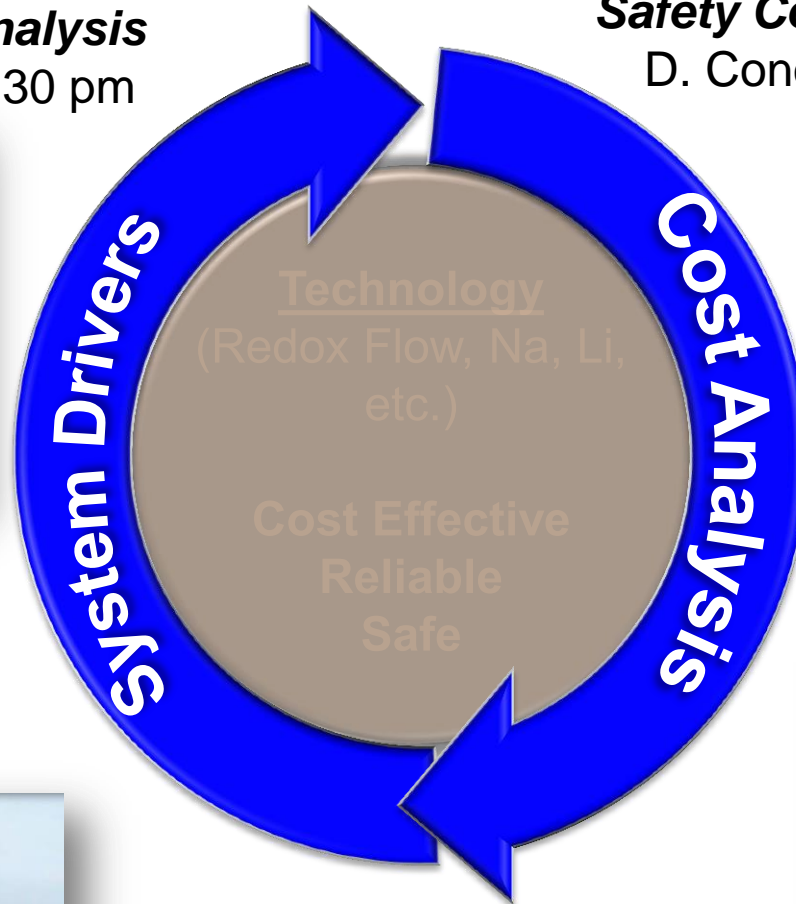 nalysis
30 pm
Safety Co
D. Con
System Drivers
Technology
(Redox Flow, Na, Li,
etc.)
Cost Effective
Reliable
Safe
Cost Analysis